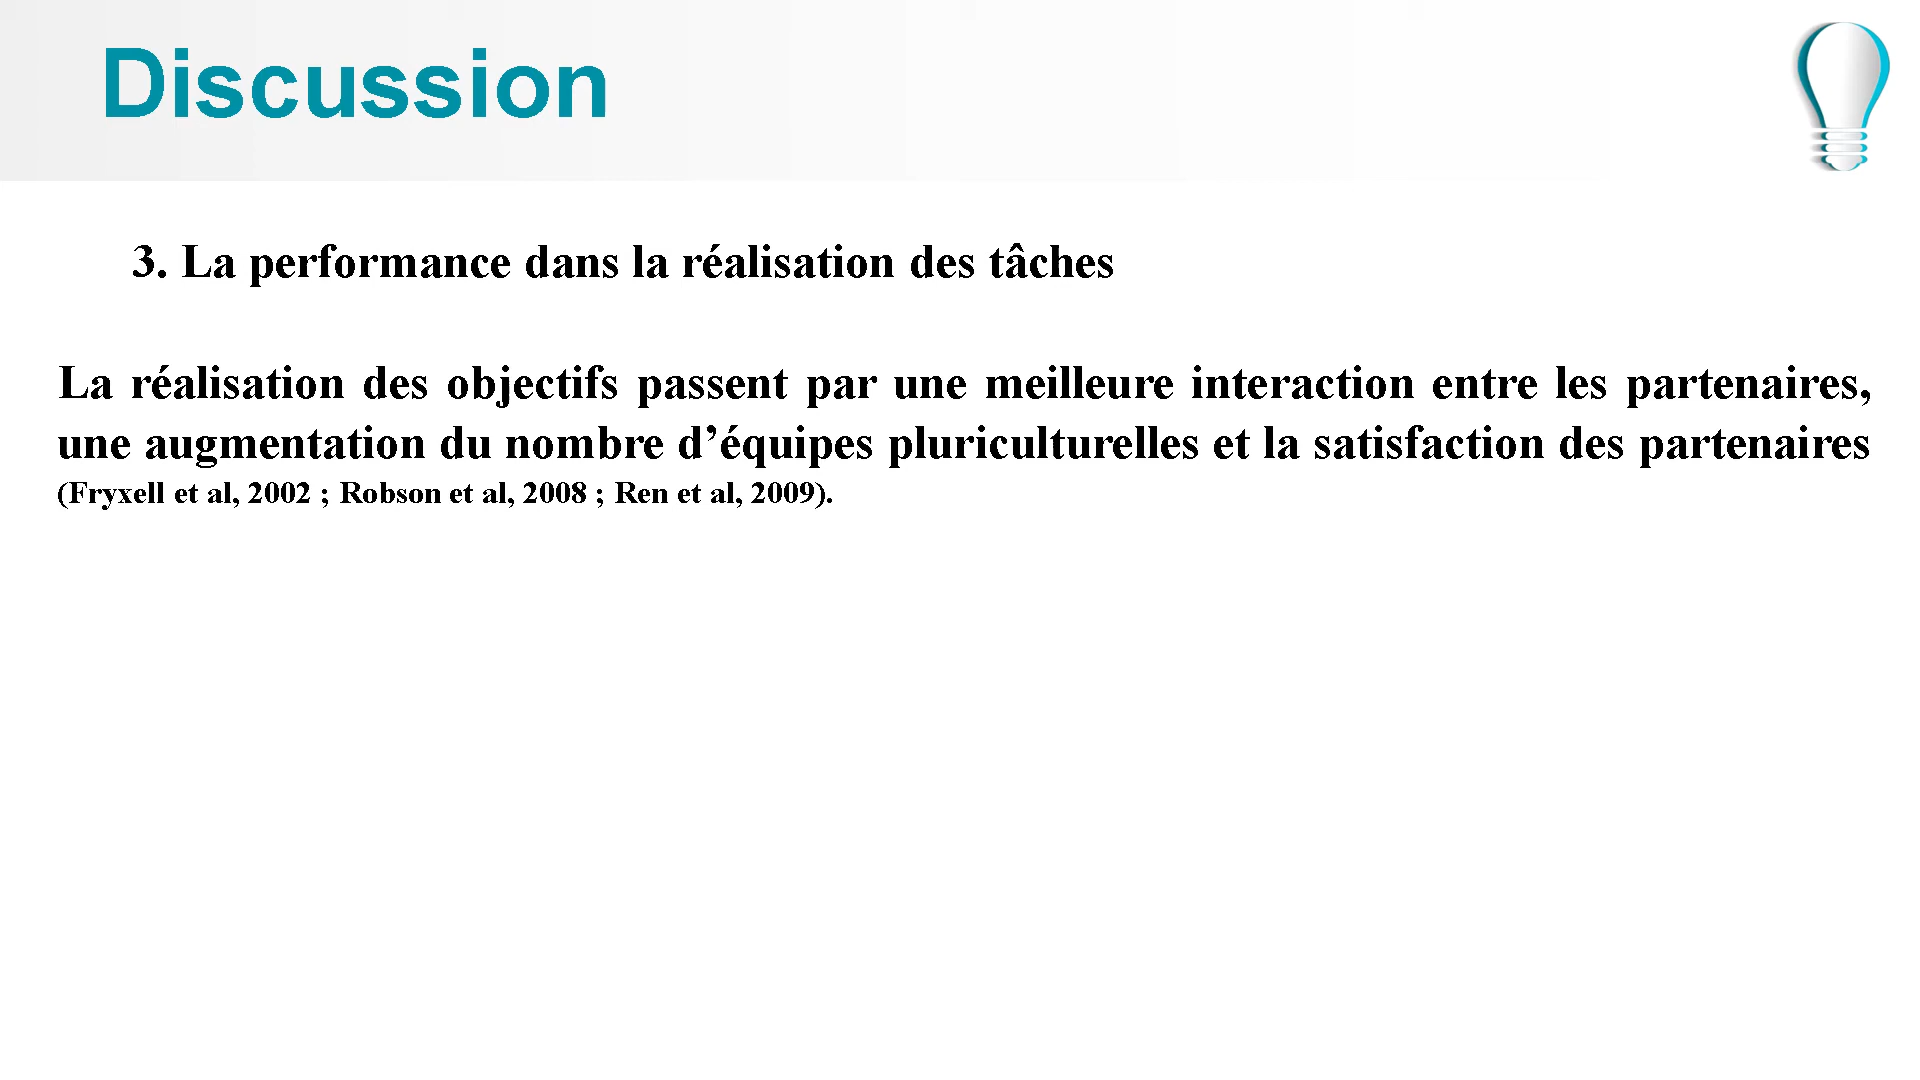 Discussion
3. La performance dans la réalisation des tâches
La réalisation des objectifs passent par une meilleure interaction entre les partenaires,
une augmentation du nombre d’équipes pluriculturelles et la satisfaction des partenaires
(Fryxell et al, 2002 ; Robson et al, 2008 ; Ren et al, 2009).